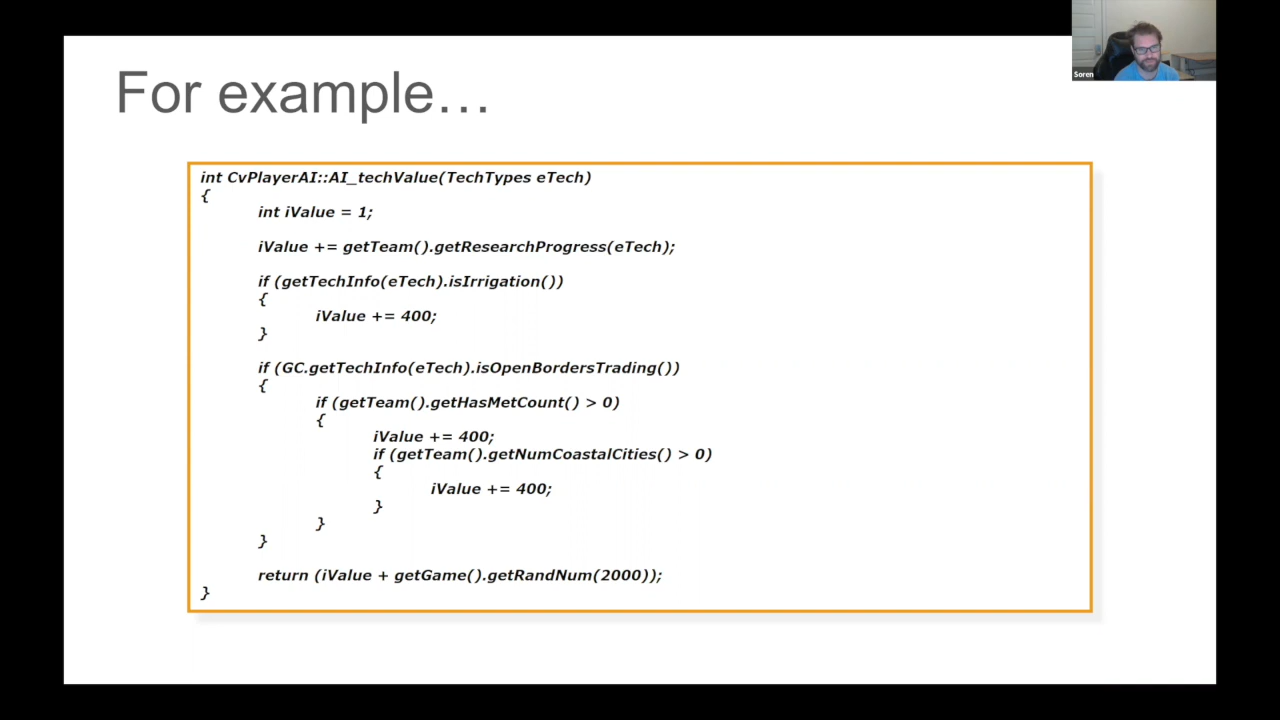 For example…
Soren
int CvPlayerAI::AI_techValue(TechTypes eTech)
{
int iValue = 1;
iValue += getTeam().getResearchProgress(eTech);
if (getTechInfo(eTech).isIrrigation())
{
iValue += 400;
}
if (GC.getTechInfo(eTech).isOpenBordersTrading())
{
if (getTeam().getHasMetCount() > 0)
{
iValue += 400;
if (getTeam().getNumCoastalCities() > 0)
{
iValue += 400;
}
}
}
return (iValue + getGame().getRandNum(2000));
}